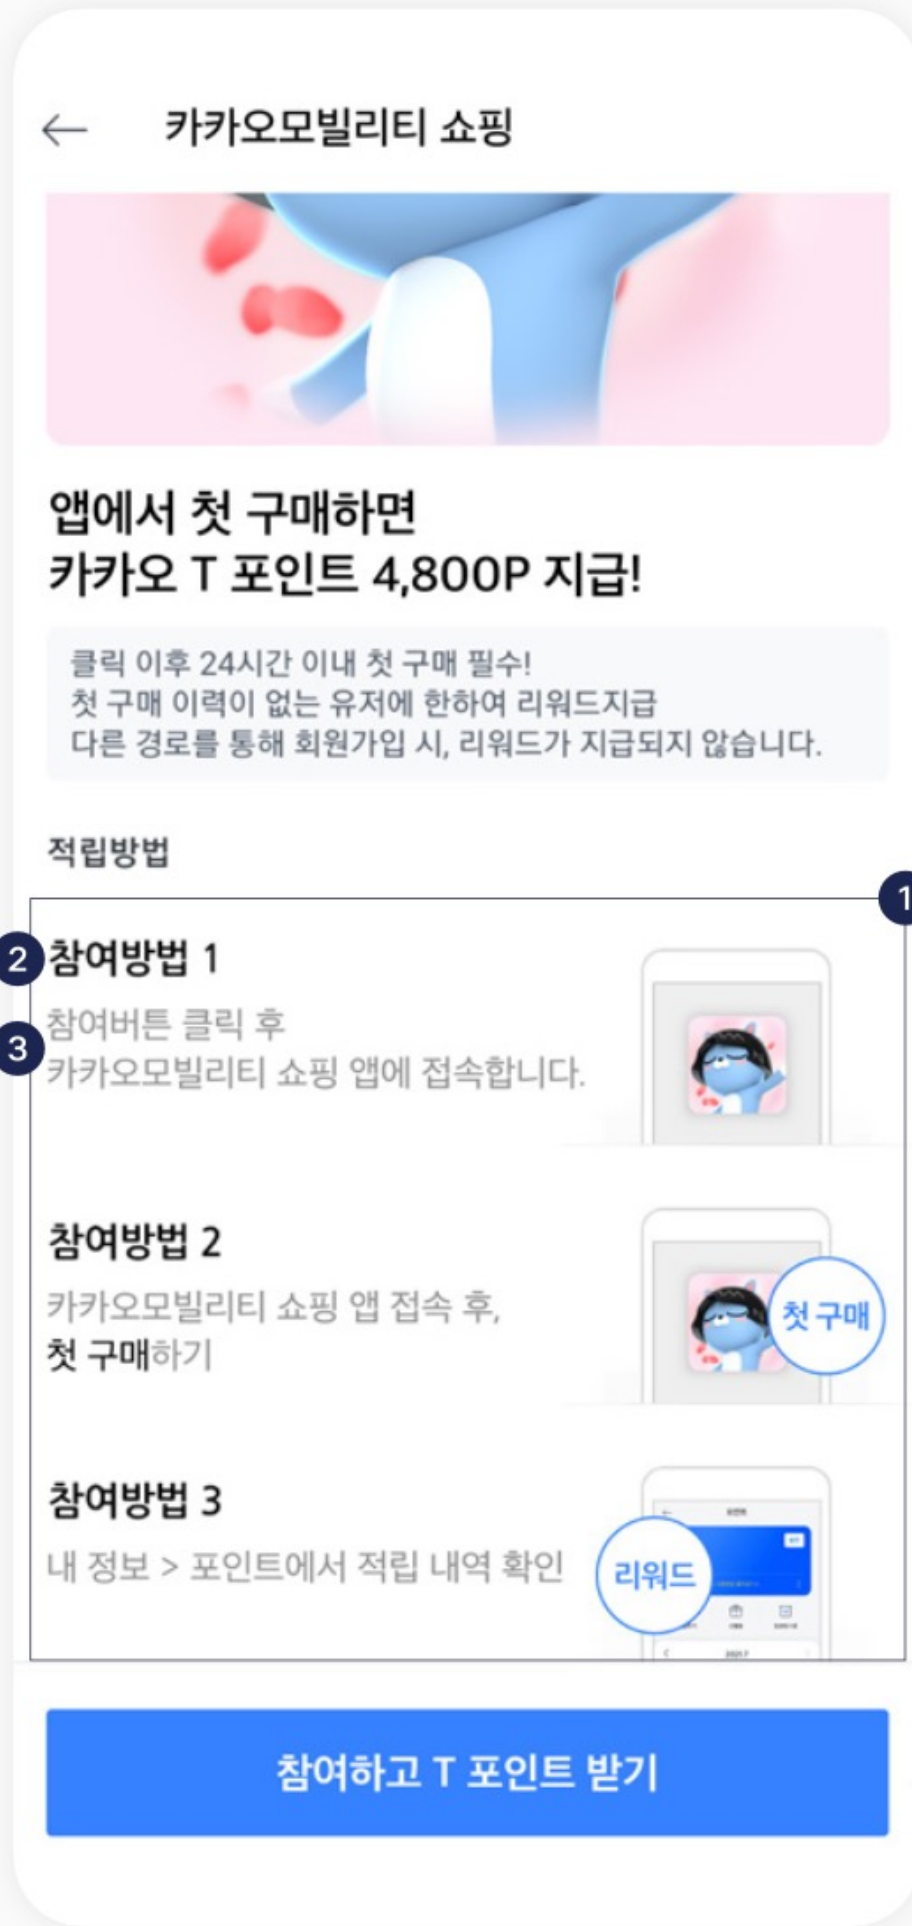 카카오모빌리티 쇼핑
앱에서 첫 구매하면
카카오 T 포인트 4,800P 지급!
클릭 이후 24시간 이내 첫 구매 필수!
첫 구매 이력이 없는 유저에 한하여 리워드지급
다른 경로를 통해 회원가입 시, 리워드가 지급되지 않습니다.
적립방법
1
2
참여방법 1
3
참여버튼 클릭 후
카카오모빌리티 쇼핑 앱에 접속합니다.
참여방법 2
카카오모빌리티 쇼핑 앱 접속 후,
첫 구매하기
첫 구매
참여방법 3
내 정보 > 포인트에서 적립 내역 확인
리워드
2021.7
참여하고 T 포인트 받기